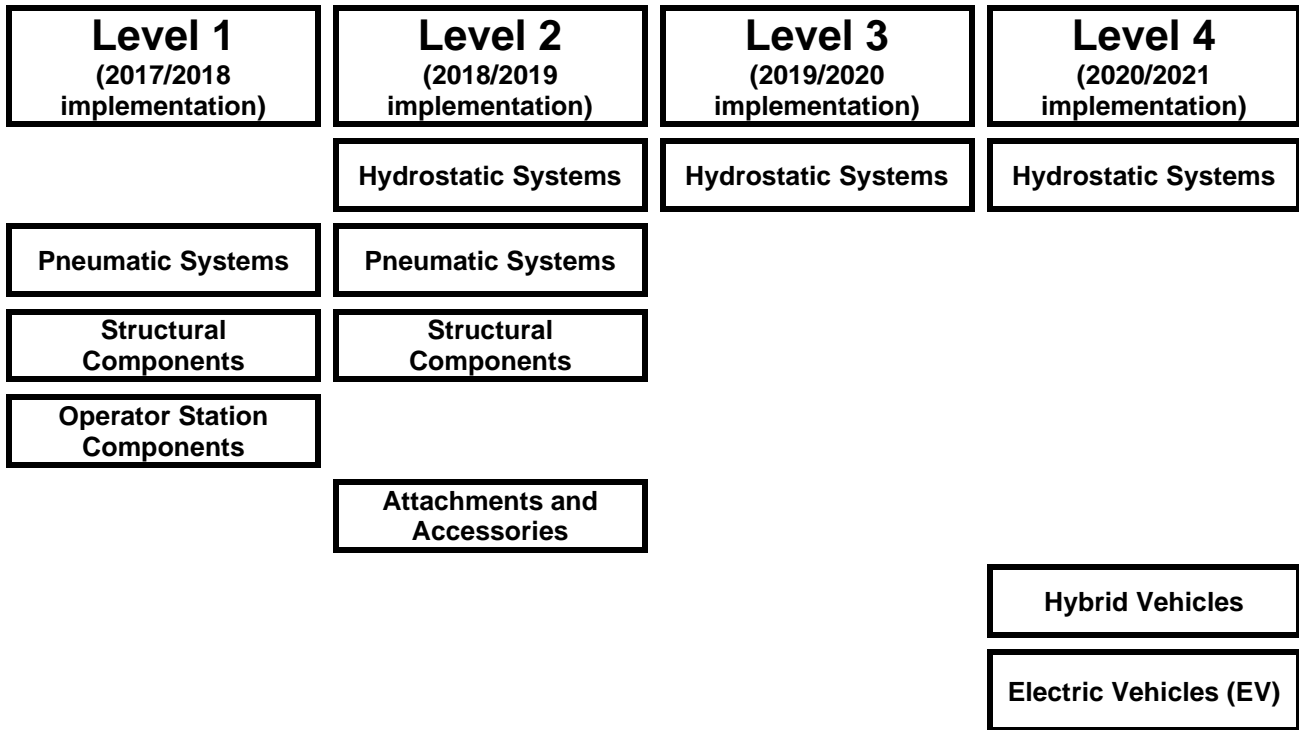 Level 1
(2017/2018
implementation)
Level 2
(2018/2019
implementation)
Level 3
(2019/2020
implementation)
Level 4
(2020/2021
implementation)
Hydrostatic Systems
Hydrostatic Systems
Hydrostatic Systems
Pneumatic Systems
Pneumatic Systems
Structural
Components
Structural
Components
Operator Station
Components
Attachments and
Accessories
Hybrid Vehicles
Electric Vehicles (EV)